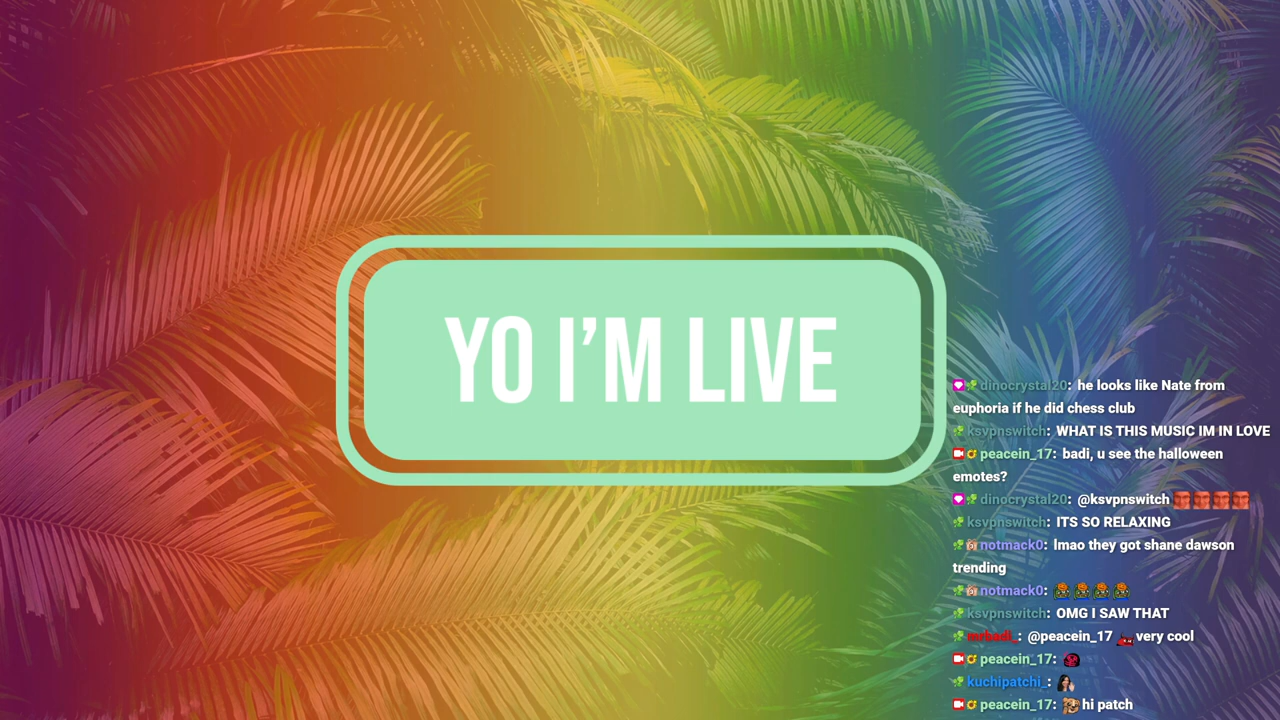 YO I’M LIVE
dinocrystal20: he looks like Nate from
euphoria if he did chess club
ksvpnswitch: WHAT IS THIS MUSIC IM IN LOVE
peacein_17: badi, u see the halloween
emotes?
dinocrystal20: @ksvpnswitch
ksvpnswitch: ITS SO RELAXING
notmack0: lmao they got shane dawson
trending
notmack0:
ksvpnswitch: OMG I SAW THAT
mrbadi_: @peacein_17 very cool
peacein_17:
kuchipatchi_:
peacein_17: hi patch